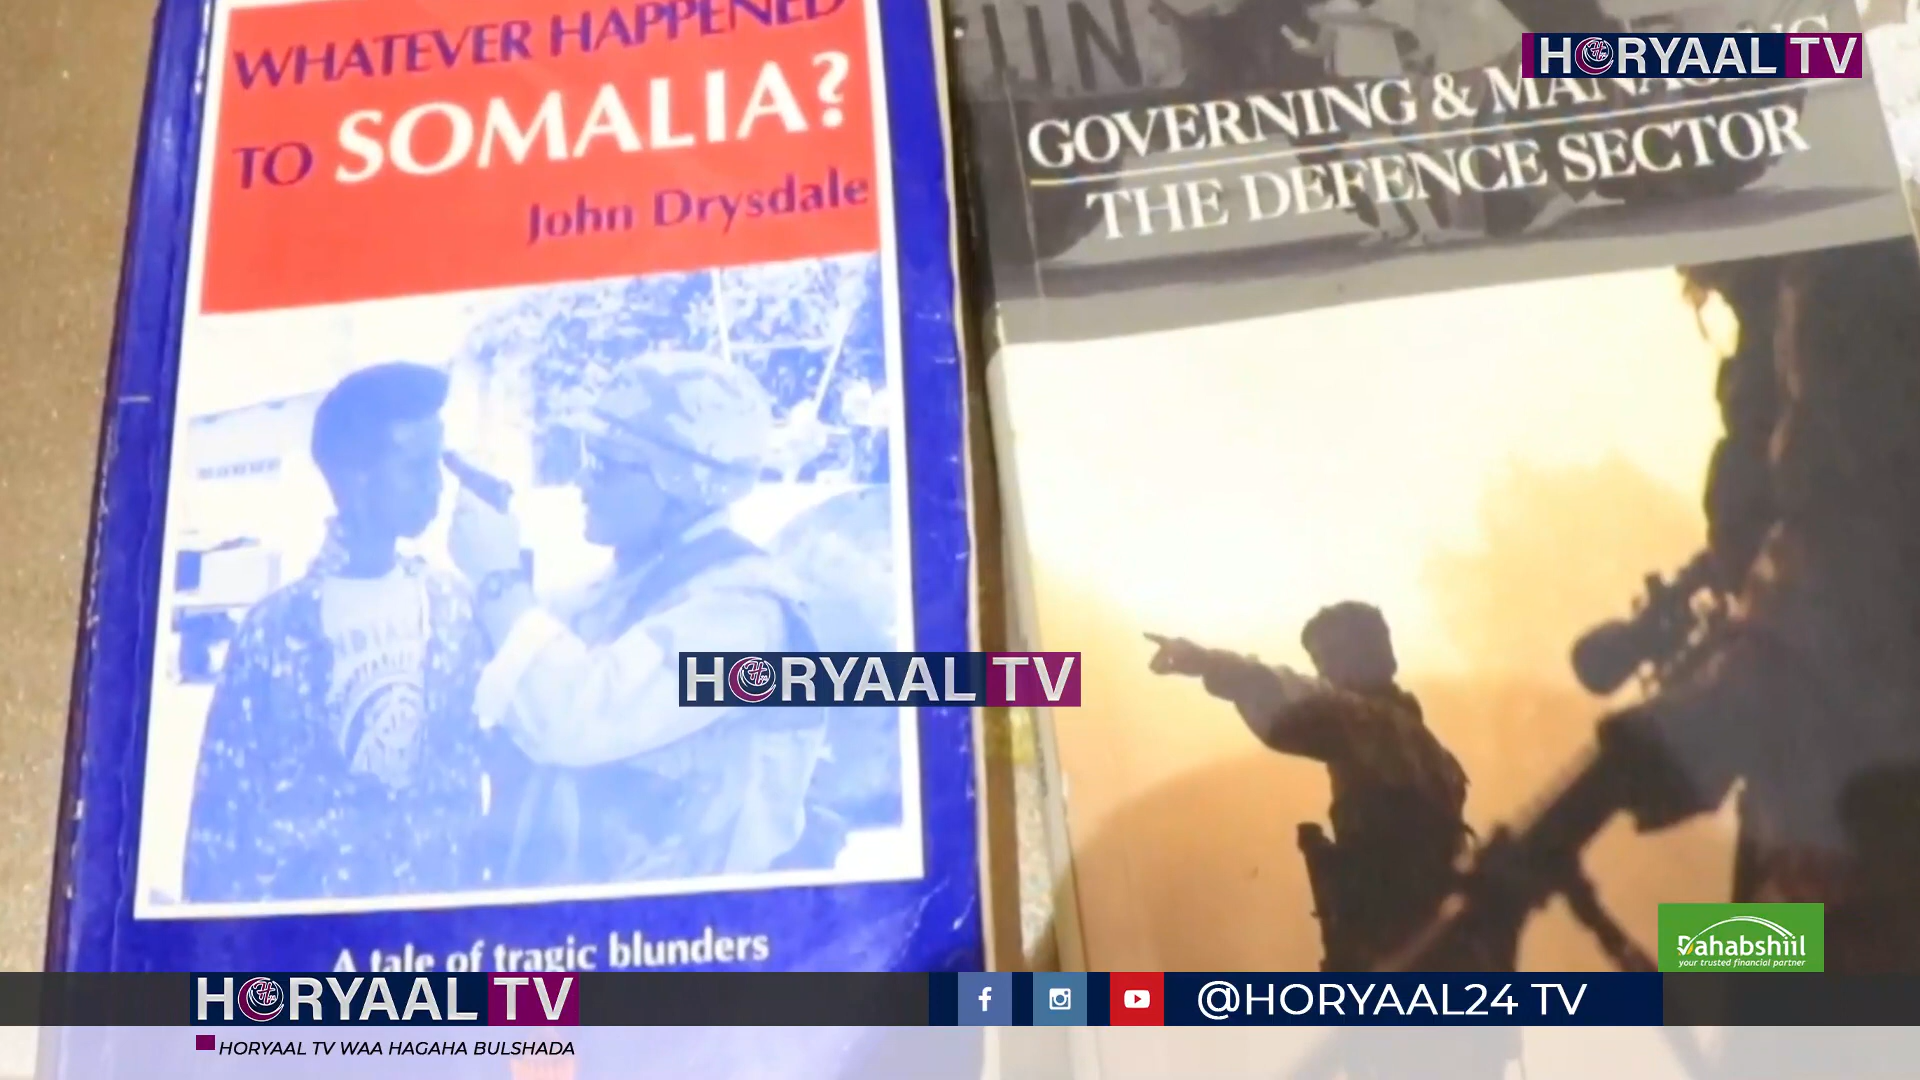 WHATEVER HAPPENED
TO SOMALIA?
John Drysdale
A tale of tragic blunders
GOVERNING &
THE DEFENCE SECTOR
HORYAAL TV
HORYAAL TV
Dahabshiil
your trusted financial partner
HORYAAL TV
@HORYAAL24 TV
HORYAAL TV WAA HAGAHA BULSHADA